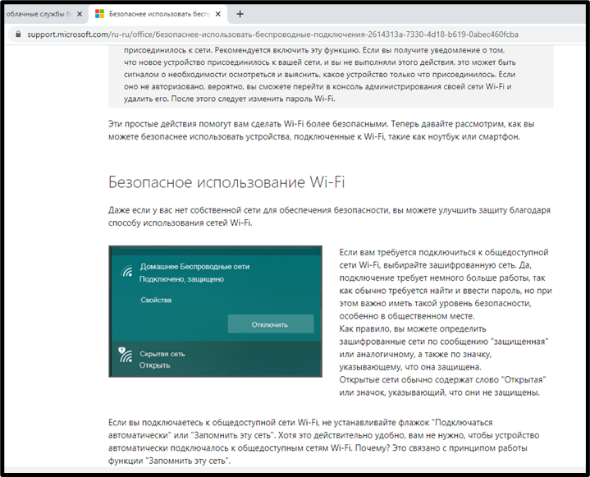 облачные службы б
Безопаснее использовать бесп
support.microsoft.com/ru-ru/office/безопаснее-использовать-беспроводные-подключения-2614313a-7330-4d18-b619-0abec460fcba
присоединилось к сети. Рекомендуется включить эту функцию. Если вы получите уведомление о том,
что новое устройство присоединилось к вашей сети, и вы не выполняли этого действия, это может быть
сигналом о необходимости осмотреться и выяснить, какое устройство только что присоединилось. Если
оно не авторизовано, вероятно, вы сможете перейти в консоль администрирования своей сети Wi-Fi и
удалить его. После этого следует изменить пароль Wi-Fi.
Эти простые действия помогут вам сделать Wi-Fi более безопасными. Теперь давайте рассмотрим, как вы
можете безопаснее использовать устройства, подключенные к Wi-Fi, такие как ноутбук или смартфон.
Безопасное использование Wi-Fi
Даже если у вас нет собственной сети для обеспечения безопасности, вы можете улучшить защиту благодаря
способу использования сетей Wi-Fi.
Домашнее Беспроводные сети
Подключено, защищено
Свойства
Отключить
Скрытая сеть
Открыть
Если вам требуется подключиться к общедоступной
сети Wi-Fi, выбирайте зашифрованную сеть. Да,
подключение требует немного больше работы, так
как обычно требуется найти и ввести пароль, но при
этом важно иметь такой уровень безопасности,
особенно в общественном месте.
Как правило, вы можете определить
зашифрованные сети по сообщению "защищенная"
или аналогичному, а также по значку,
указывающему, что она защищена.
Открытые сети обычно содержат слово "Открытая"
или значок, указывающий, что они не защищены.
Если вы подключаетесь к общедоступной сети Wi-Fi, не устанавливайте флажок "Подключаться
автоматически" или "Запомнить эту сеть". Хотя это действительно удобно, вам не нужно, чтобы устройство
автоматически подключалось к общедоступным сетям Wi-Fi. Почему? Это связано с принципом работы
функции "Запомнить эту сеть".